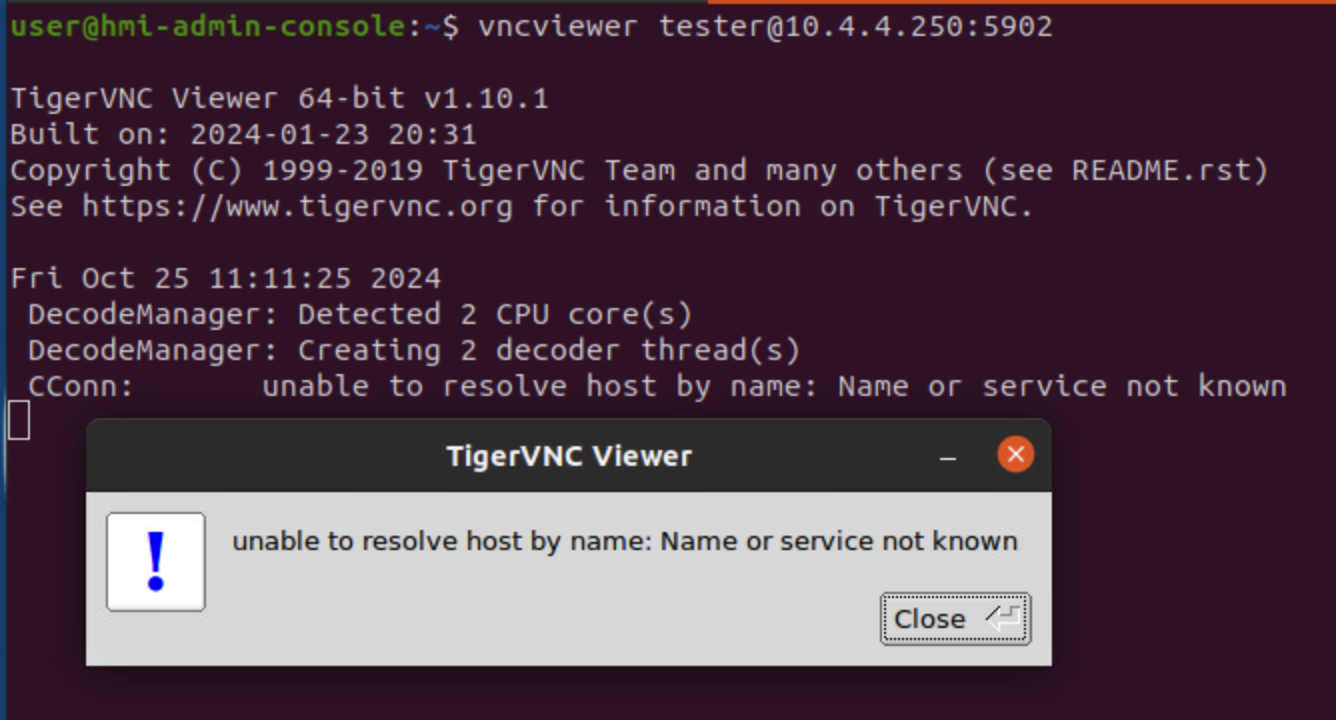 user@hmi-admin-console:~$ vncviewer tester@10.4.4.250:5902
TigerVNC Viewer 64-bit v1.10.1
Built on: 2024-01-23 20:31
Copyright (C) 1999-2019 TigerVNC Team and many others (see README.rst)
See https://www.tigervnc.org for information on TigerVNC.
Fri Oct 25 11:11:25 2024
DecodeManager: Detected 2 CPU core(s)
DecodeManager: Creating 2 decoder thread(s)
CConn:       unable to resolve host by name: Name or service not known
TigerVNC Viewer
unable to resolve host by name: Name or service not known
Close